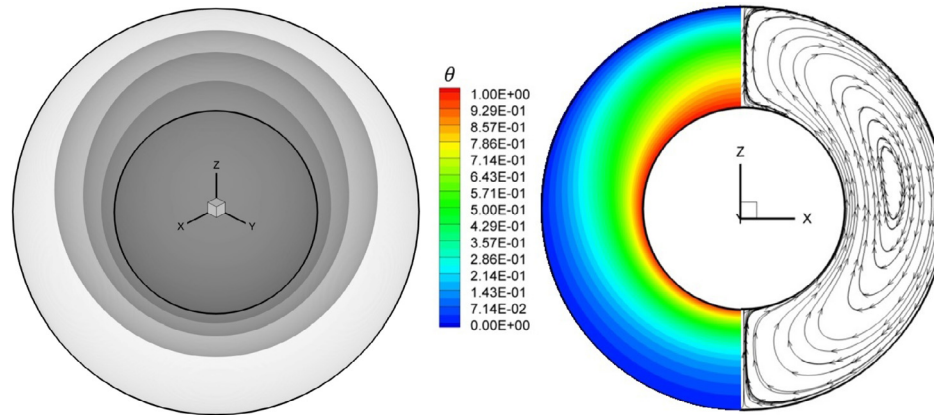 Z
X
Y
θ
1.00E+00
9.29E-01
8.57E-01
7.86E-01
7.14E-01
6.43E-01
5.71E-01
5.00E-01
4.29E-01
3.57E-01
2.86E-01
2.14E-01
1.43E-01
7.14E-02
0.00E+00
Z
Y
X